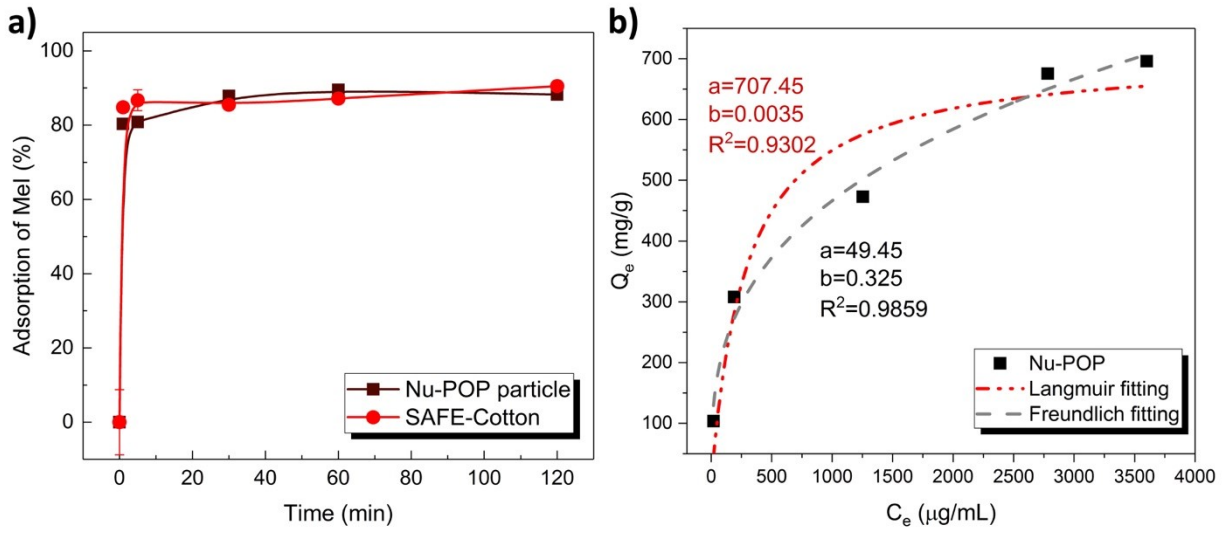 a)
Adsorption of MeI (%)
100
80
60
40
20
0
0
20
40
60
80
100
120
Time (min)
Nu-POP particle
SAFE-Cotton
b)
Qₑ (mg/g)
700
600
500
400
300
200
100
0
500
1000
1500
2000
2500
3000
3500
4000
Cₑ (μg/mL)
a=707.45
b=0.0035
R²=0.9302
a=49.45
b=0.325
R²=0.9859
Nu-POP
Langmuir fitting
Freundlich fitting